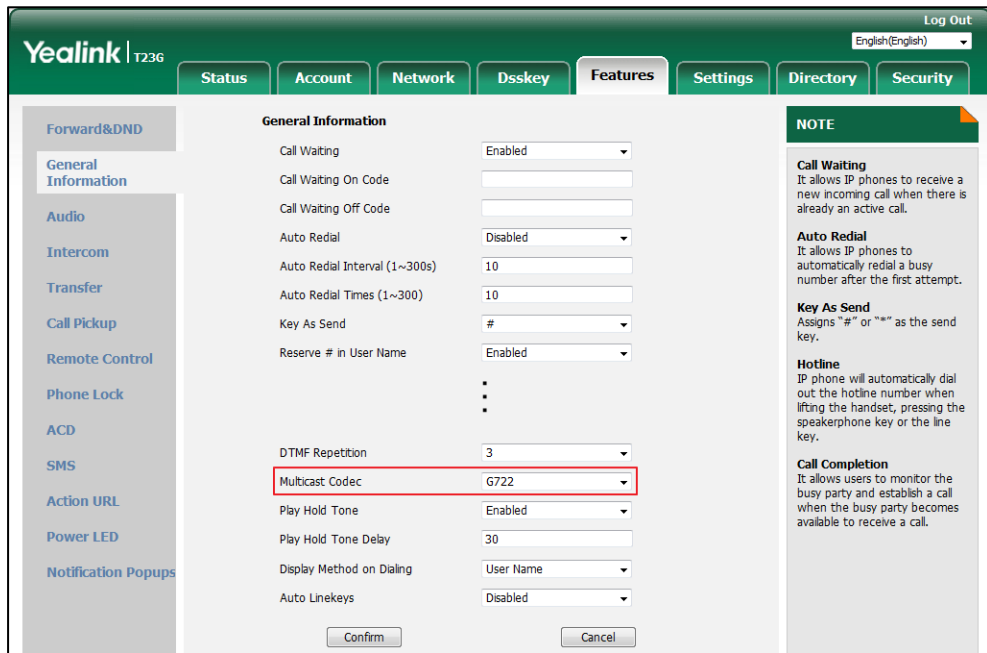 Log Out
Yealink T23G
English(English)
Status Account Network Dsskey Features Settings Directory Security
Forward&DND
General
Information
Audio
Intercom
Transfer
Call Pickup
Remote Control
Phone Lock
ACD
SMS
Action URL
Power LED
Notification Popups
General Information
Call Waiting Enabled
Call Waiting On Code
Call Waiting Off Code
Auto Redial Disabled
Auto Redial Interval (1~300s) 10
Auto Redial Times (1~300) 10
Key As Send #
Reserve # in User Name Enabled
DTMF Repetition 3
Multicast Codec G722
Play Hold Tone Enabled
Play Hold Tone Delay 30
Display Method on Dialing User Name
Auto Linekeys Disabled
Confirm Cancel
NOTE
Call Waiting
It allows IP phones to receive a
new incoming call when there is
already an active call.
Auto Redial
It allows IP phones to
automatically redial a busy
number after the first attempt.
Key As Send
Assigns "#" or "*" as the send
key.
Hotline
IP phone will automatically dial
out the hotline number when
lifting the handset, pressing the
speakerphone key or the line
key.
Call Completion
It allows users to monitor the
busy party and establish a call
when the busy party becomes
available to receive a call.